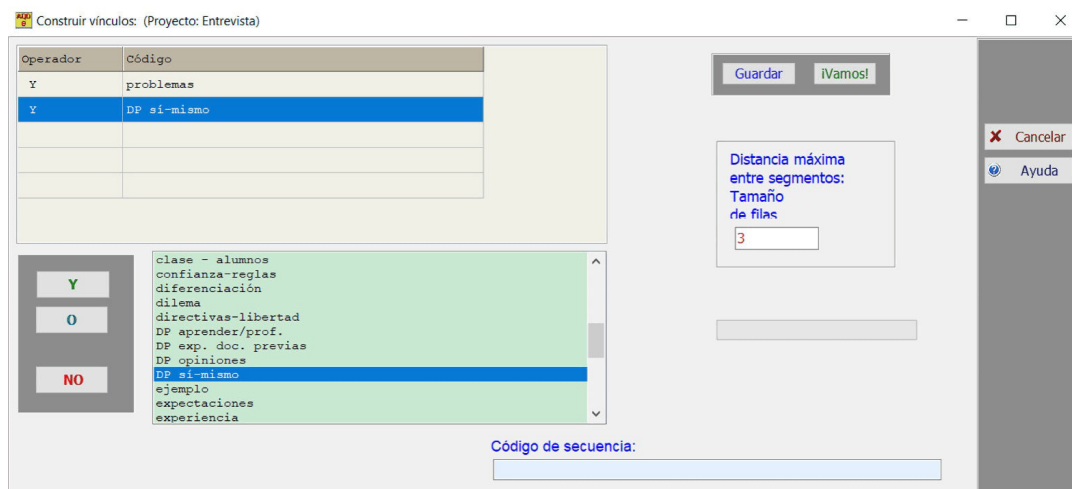 Construir vínculos: (Proyecto: Entrevista)
Operador Código
Y problemas
Y DP sí-mismo
Guardar ¡Vamos!
Cancelar
Ayuda
Distancia máxima
entre segmentos:
Tamaño
de filas
3
Y
O
NO
clase - alumnos
confianza-reglas
diferenciación
dilema
directivas-libertad
DP aprender/prof.
DP exp. doc. previas
DP opiniones
DP sí-mismo
ejemplo
expectaciones
experiencia
Código de secuencia: